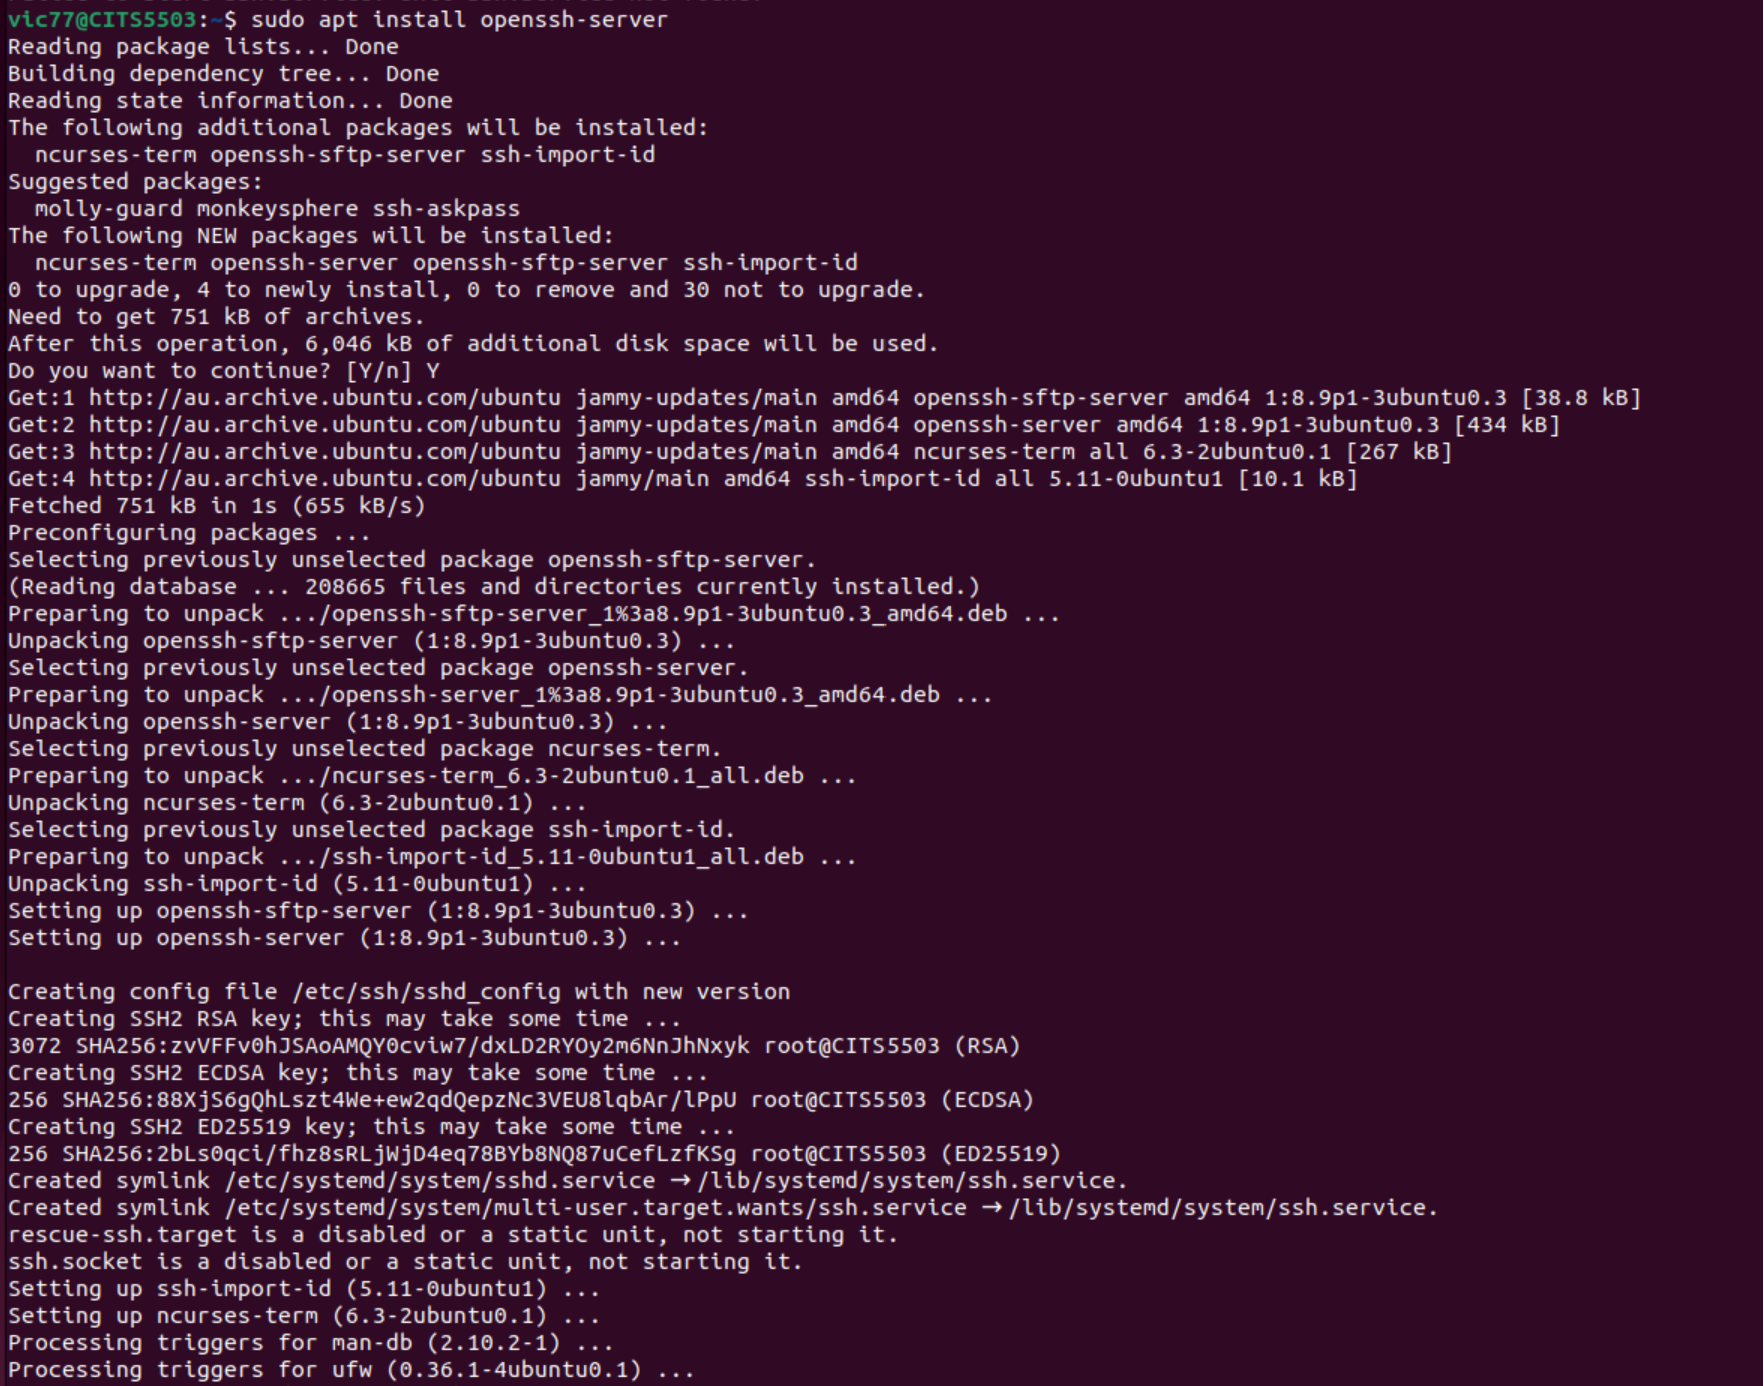 vic77@CITS5503:~$ sudo apt install openssh-server
Reading package lists... Done
Building dependency tree... Done
Reading state information... Done
The following additional packages will be installed:
  ncurses-term openssh-sftp-server ssh-import-id
Suggested packages:
  molly-guard monkeysphere ssh-askpass
The following NEW packages will be installed:
  ncurses-term openssh-server openssh-sftp-server ssh-import-id
0 to upgrade, 4 to newly install, 0 to remove and 30 not to upgrade.
Need to get 751 kB of archives.
After this operation, 6,046 kB of additional disk space will be used.
Do you want to continue? [Y/n] Y
Get:1 http://au.archive.ubuntu.com/ubuntu jammy-updates/main amd64 openssh-sftp-server amd64 1:8.9p1-3ubuntu0.3 [38.8 kB]
Get:2 http://au.archive.ubuntu.com/ubuntu jammy-updates/main amd64 openssh-server amd64 1:8.9p1-3ubuntu0.3 [434 kB]
Get:3 http://au.archive.ubuntu.com/ubuntu jammy-updates/main amd64 ncurses-term all 6.3-2ubuntu0.1 [267 kB]
Get:4 http://au.archive.ubuntu.com/ubuntu jammy/main amd64 ssh-import-id all 5.11-0ubuntu1 [10.1 kB]
Fetched 751 kB in 1s (655 kB/s)
Preconfiguring packages ...
Selecting previously unselected package openssh-sftp-server.
(Reading database ... 208665 files and directories currently installed.)
Preparing to unpack .../openssh-sftp-server_1%3a8.9p1-3ubuntu0.3_amd64.deb ...
Unpacking openssh-sftp-server (1:8.9p1-3ubuntu0.3) ...
Selecting previously unselected package openssh-server.
Preparing to unpack .../openssh-server_1%3a8.9p1-3ubuntu0.3_amd64.deb ...
Unpacking openssh-server (1:8.9p1-3ubuntu0.3) ...
Selecting previously unselected package ncurses-term.
Preparing to unpack .../ncurses-term_6.3-2ubuntu0.1_all.deb ...
Unpacking ncurses-term (6.3-2ubuntu0.1) ...
Selecting previously unselected package ssh-import-id.
Preparing to unpack .../ssh-import-id_5.11-0ubuntu1_all.deb ...
Unpacking ssh-import-id (5.11-0ubuntu1) ...
Setting up openssh-sftp-server (1:8.9p1-3ubuntu0.3) ...
Setting up openssh-server (1:8.9p1-3ubuntu0.3) ...

Creating config file /etc/ssh/sshd_config with new version
Creating SSH2 RSA key; this may take some time ...
3072 SHA256:zvVFFv0hJSAoAMQY0cviw7/dxLD2RYOy2m6NnJhNxyk root@CITS5503 (RSA)
Creating SSH2 ECDSA key; this may take some time ...
256 SHA256:88XjS6gQhLszt4We+ew2qdQepzNc3VEU8lqbAr/lPpU root@CITS5503 (ECDSA)
Creating SSH2 ED25519 key; this may take some time ...
256 SHA256:2bLs0qci/fhz8sRLjWjD4eq78BYb8NQ87uCefLzfKSg root@CITS5503 (ED25519)
Created symlink /etc/systemd/system/sshd.service → /lib/systemd/system/ssh.service.
Created symlink /etc/systemd/system/multi-user.target.wants/ssh.service → /lib/systemd/system/ssh.service.
rescue-ssh.target is a disabled or a static unit, not starting it.
ssh.socket is a disabled or a static unit, not starting it.
Setting up ssh-import-id (5.11-0ubuntu1) ...
Setting up ncurses-term (6.3-2ubuntu0.1) ...
Processing triggers for man-db (2.10.2-1) ...
Processing triggers for ufw (0.36.1-4ubuntu0.1) ...